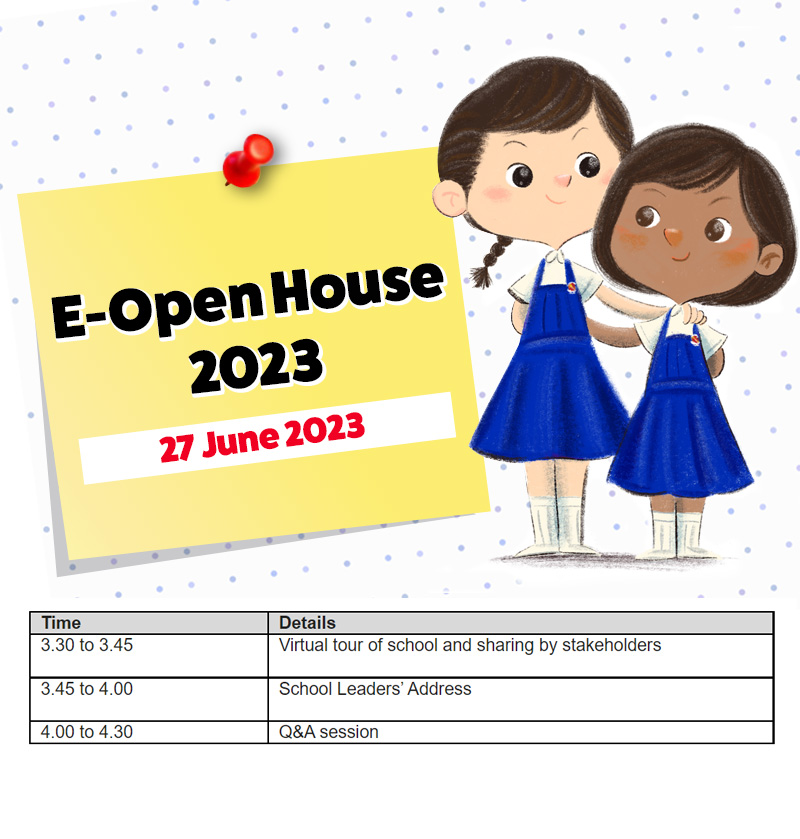 E-Open House
2023
27 June 2023
Time Details
3.30 to 3.45 Virtual tour of school and sharing by stakeholders
3.45 to 4.00 School Leaders’ Address
4.00 to 4.30 Q&A session